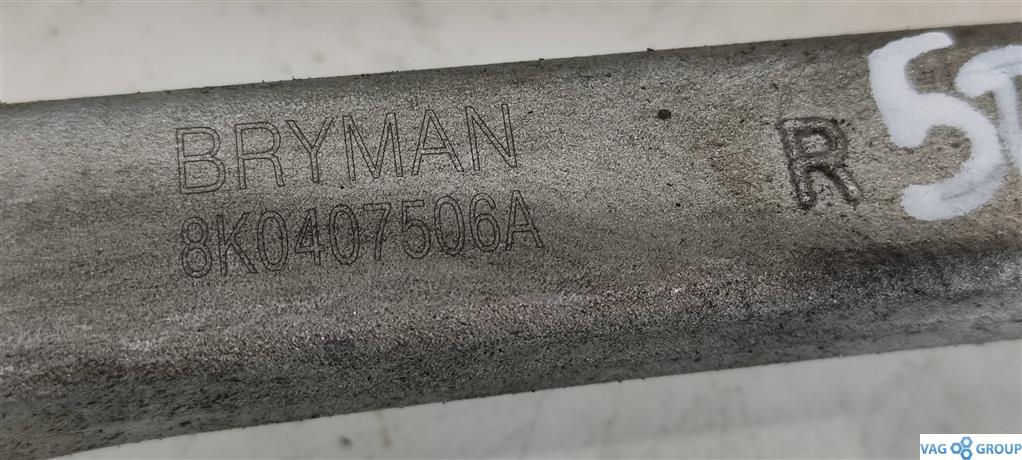 BRYMAN
8K0407506A
R
VAG GROUP